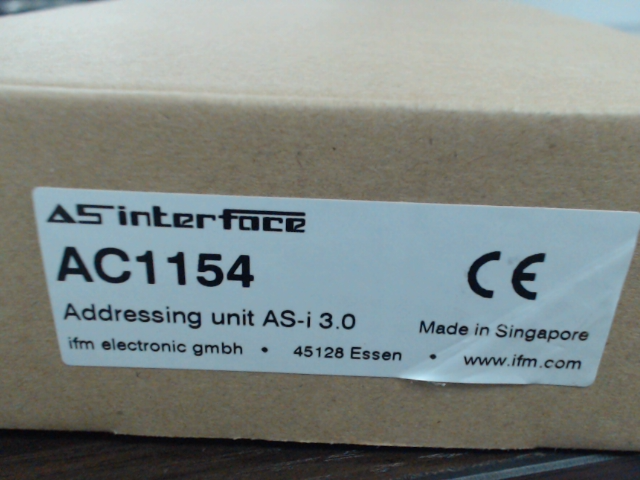 AS interface
AC1154
CE
Addressing unit AS-i 3.0
Made in Singapore
ifm electronic gmbh • 45128 Essen • www.ifm.com